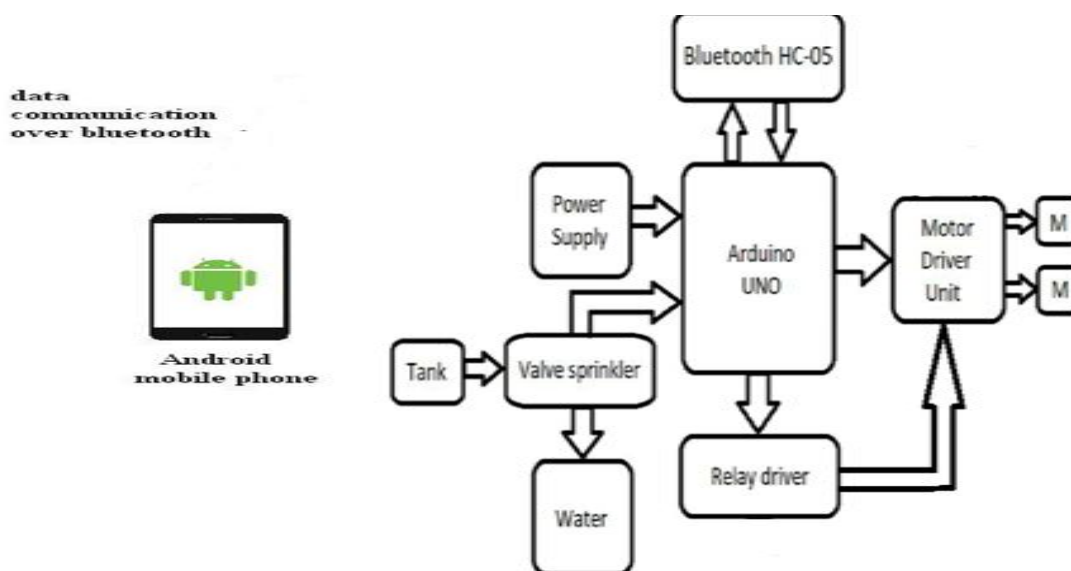 data
communication
over bluetooth
Android
mobile phone
Bluetooth HC-05
Power
Supply
Arduino
UNO
Motor
Driver
Unit
M
M
Tank
Valve sprinkler
Relay driver
Water